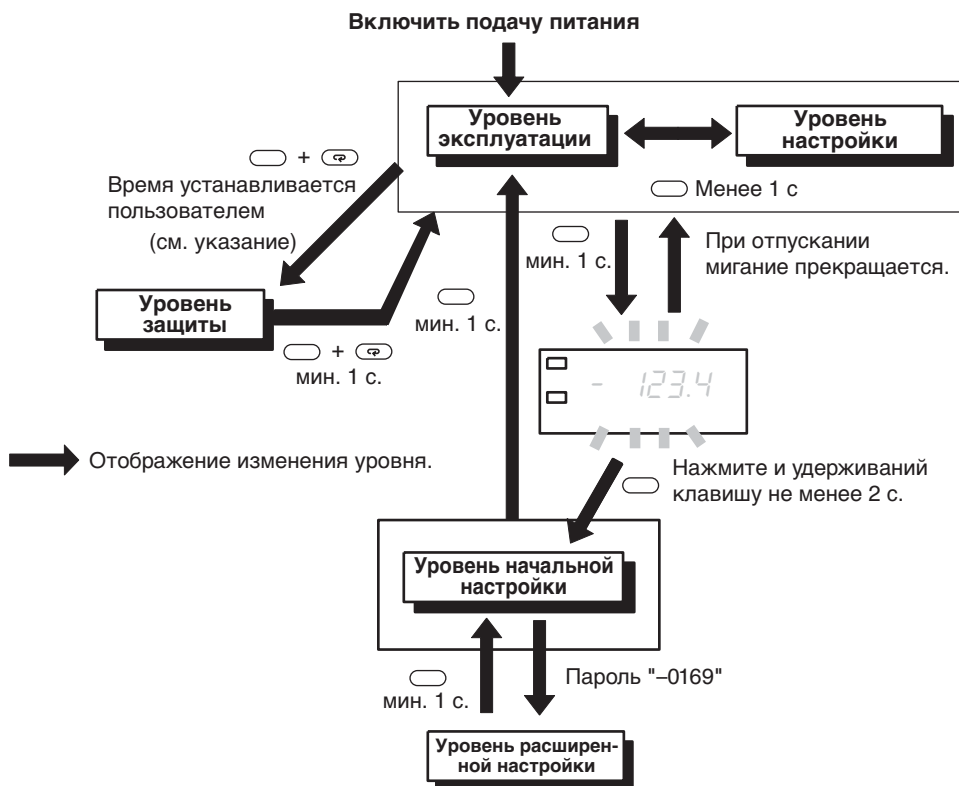 Включить подачу питания
Уровень
эксплуатации
Уровень
настройки
+
Время устанавливается
пользователем
(см. указание)
Менее 1 с
мин. 1 с.
При отпускании
мигание прекращается.
Уровень
защиты
мин. 1 с.
+
мин. 1 с.
- 123.4
Отображение изменения уровня.
Нажмите и удерживаний
клавишу не менее 2 с.
Уровень начальной
настройки
мин. 1 с.
Пароль "–0169"
Уровень расширен-
ной настройки